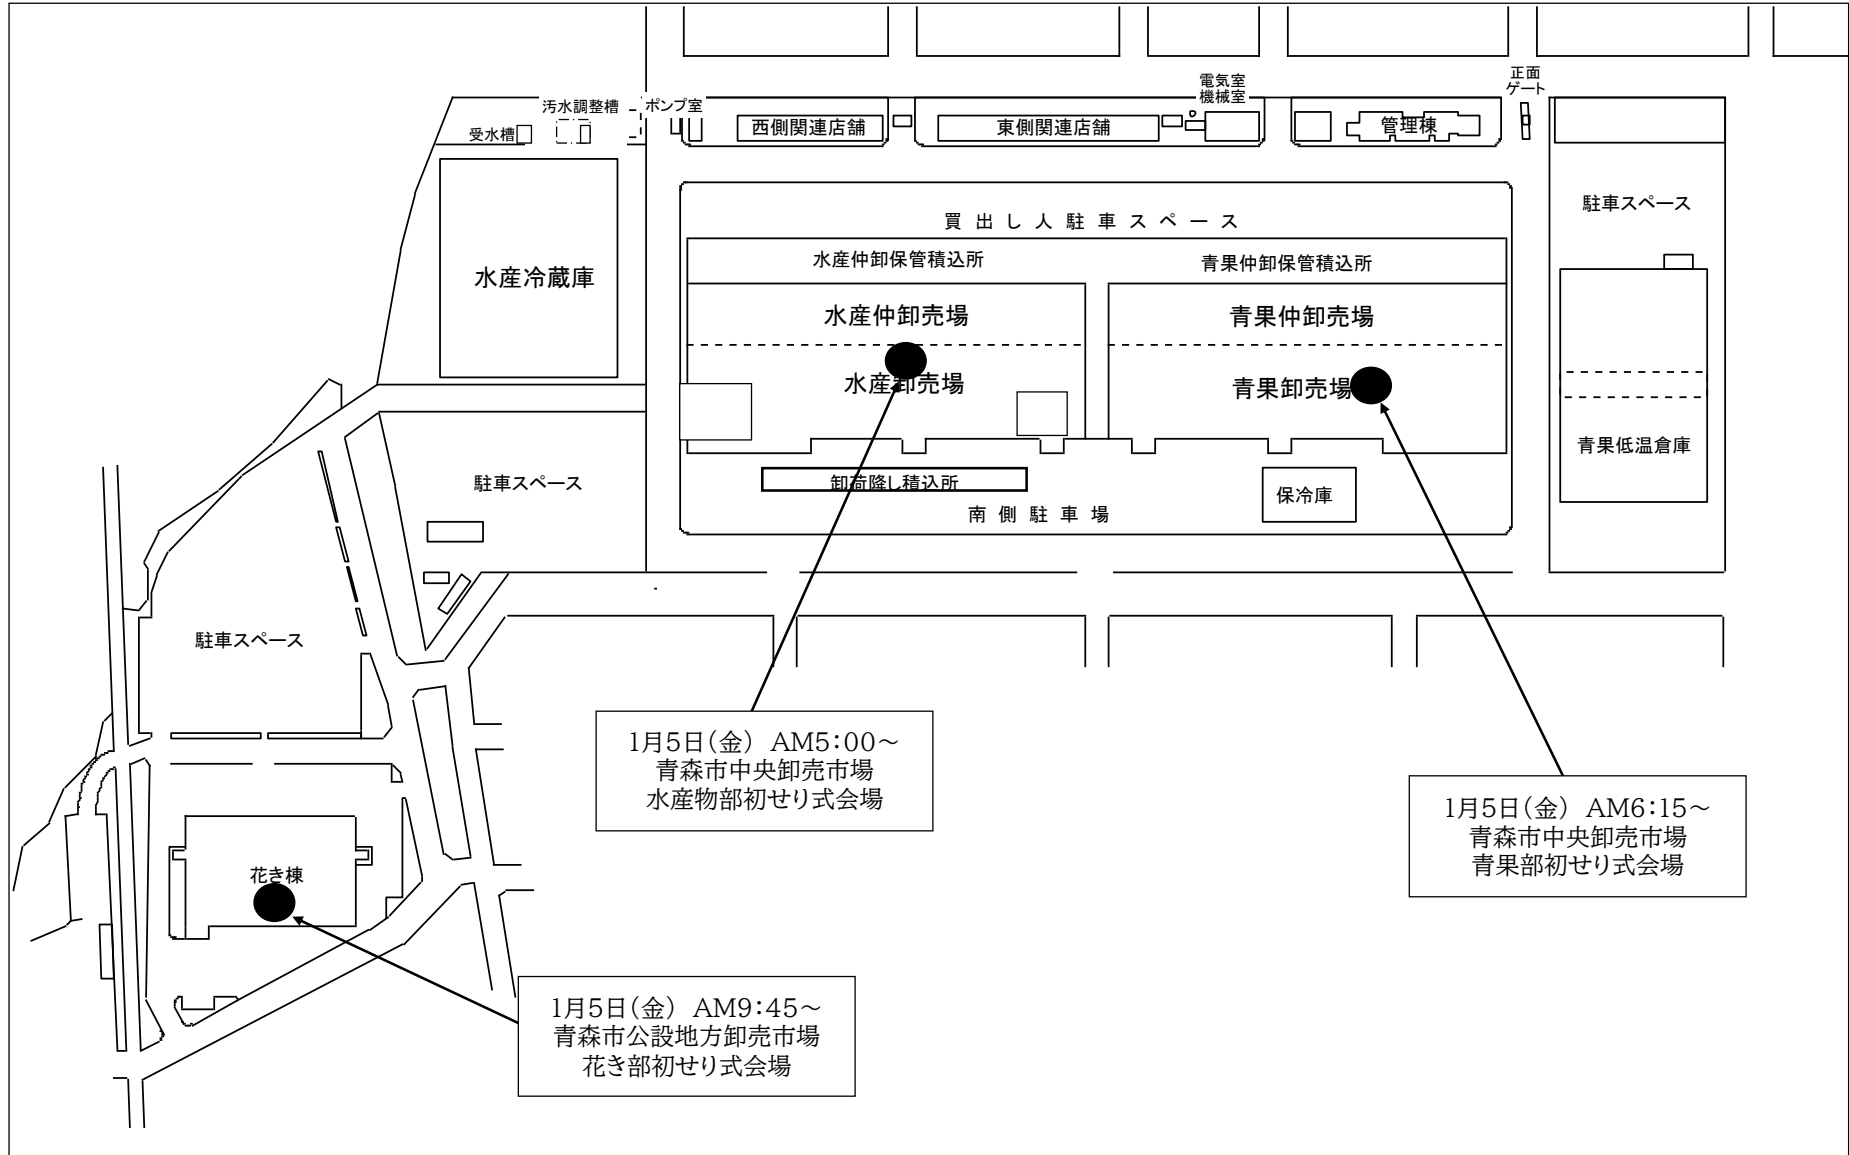 正面
ゲート
電気室
機械室
汚水調整槽
ポンプ室
受水槽
西側関連店舗
東側関連店舗
管理棟
駐車スペース
買出し人駐車スペース
水産仲卸保管積込所
青果仲卸保管積込所
水産冷蔵庫
水産仲卸売場
青果仲卸売場
水産卸売場
青果卸売場
青果低温倉庫
駐車スペース
卸荷降し積込所
保冷庫
南側駐車場
駐車スペース
1月5日(金) AM5:00～
青森市中央卸売市場
水産物部初せり式会場
1月5日(金) AM6:15～
青森市中央卸売市場
青果部初せり式会場
花き棟
1月5日(金) AM9:45～
青森市公設地方卸売市場
花き部初せり式会場